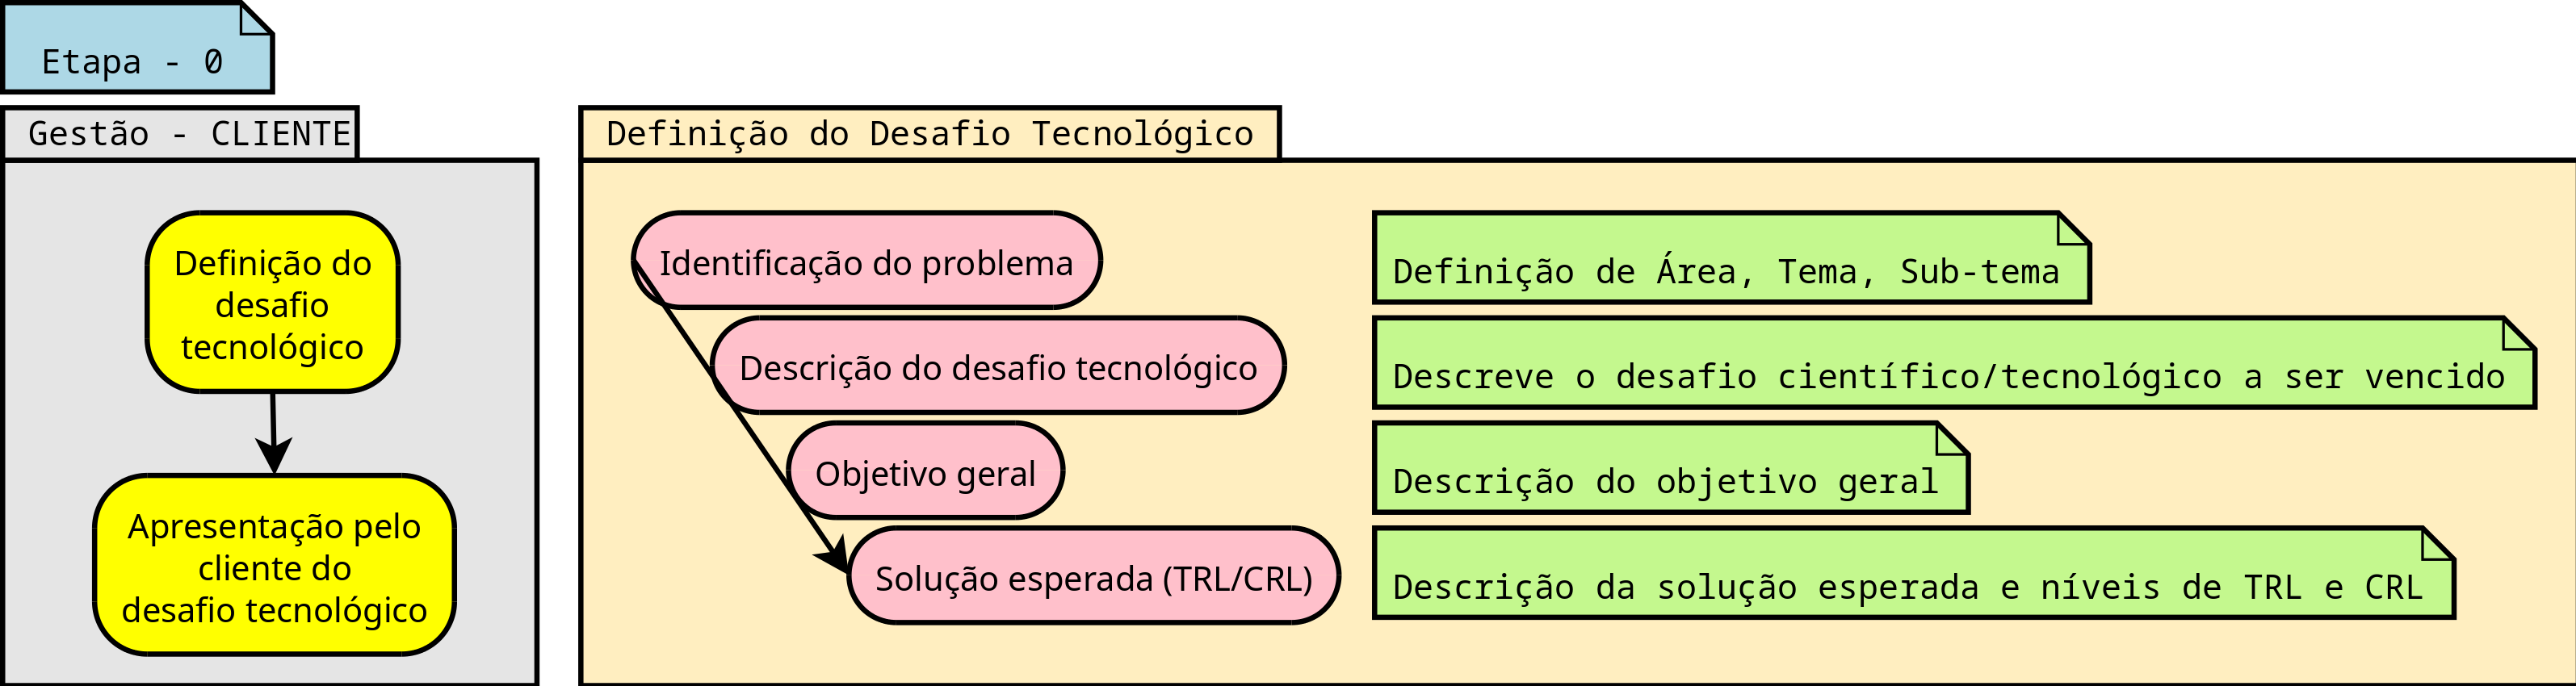 Etapa - 0
Gestão - CLIENTE
Definição do
desafio
tecnológico
Apresentação pelo
cliente do
desafio tecnológico
Definição do Desafio Tecnológico
Identificação do problema
Definição de Área, Tema, Sub-tema
Descrição do desafio tecnológico
Descreve o desafio científico/tecnológico a ser vencido
Objetivo geral
Descrição do objetivo geral
Solução esperada (TRL/CRL)
Descrição da solução esperada e níveis de TRL e CRL